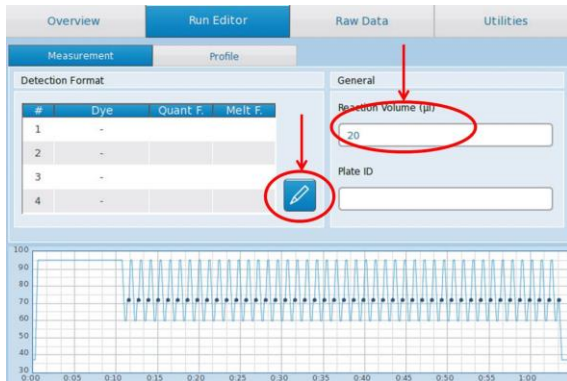 Overview Run Editor Raw Data Utilities
Measurement Profile
Detection Format
# Dye Quant F. Melt F.
1 -
2 -
3 -
4 -
General
Reaction Volume (µl)
20
Plate ID
100
90
80
70
60
50
40
30
0:00 0:05 0:10 0:15 0:20 0:25 0:30 0:35 0:40 0:45 0:50 0:55 1:00